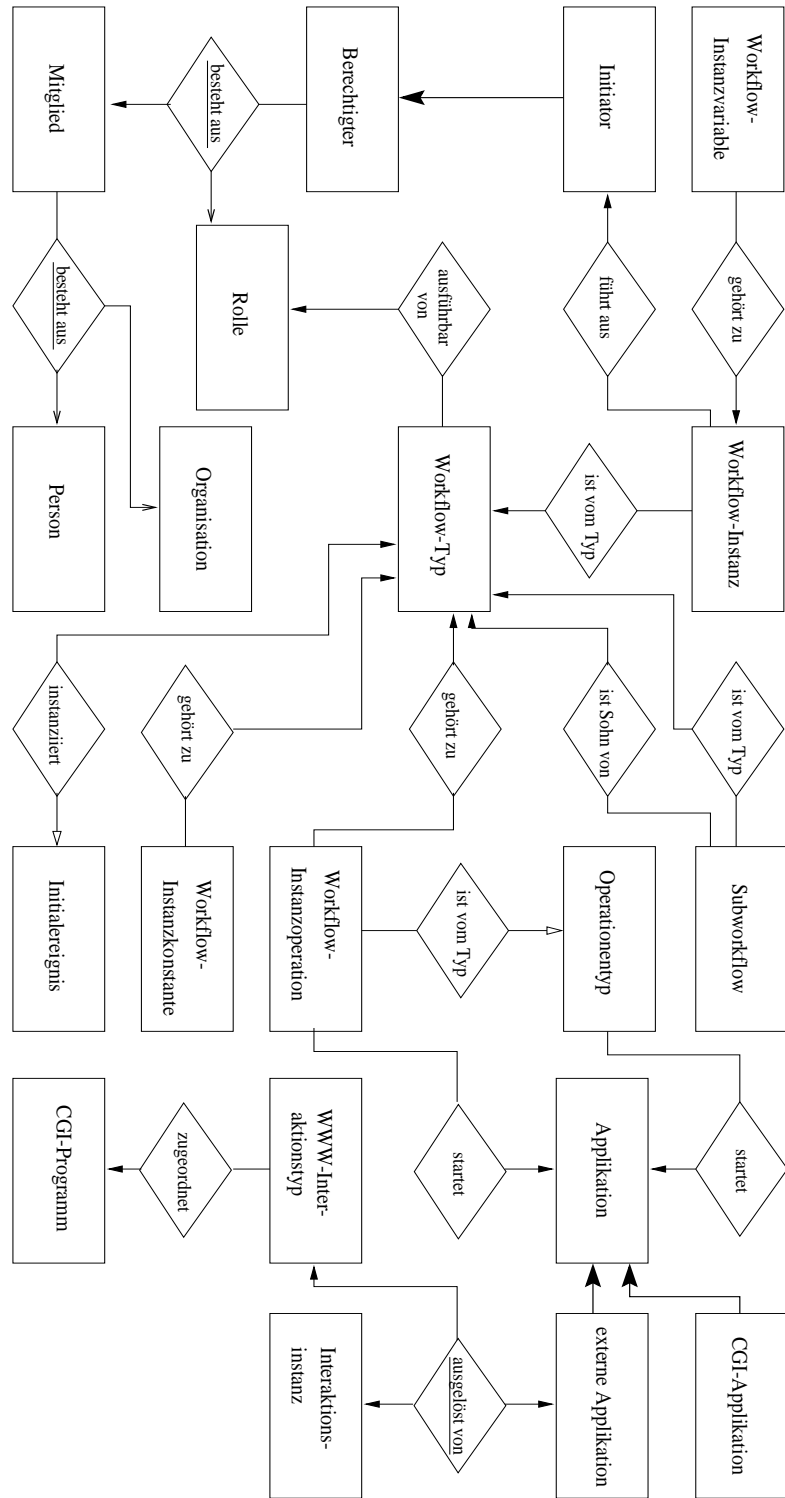 Workflow-
Instanzvariable
gehört zu
Workflow-Instanz
ist vom Typ
Subworkflow
startet
CGI-Applikation
Initiator
führt aus
ist vom Typ
ist Sohn von
Operationentyp
Applikation
externe Applikation
Berechtigter
ausführbar
von
Workflow-Typ
gehört zu
ist vom Typ
startet
ausgelöst von
besteht aus
Rolle
Workflow-
Instanzoperation
WWW-Inter-
aktionstyp
Interaktions-
instanz
Organisation
gehört zu
Workflow-
Instanzkonstante
zugeordnet
Mitglied
besteht aus
Person
instanziiert
Initialereignis
CGI-Programm